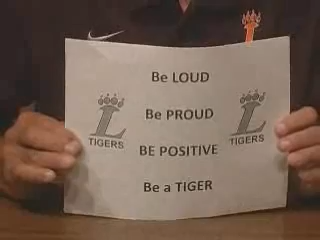 Be LOUD
Be PROUD
BE POSITIVE
Be a TIGER
L
TIGERS
L
TIGERS